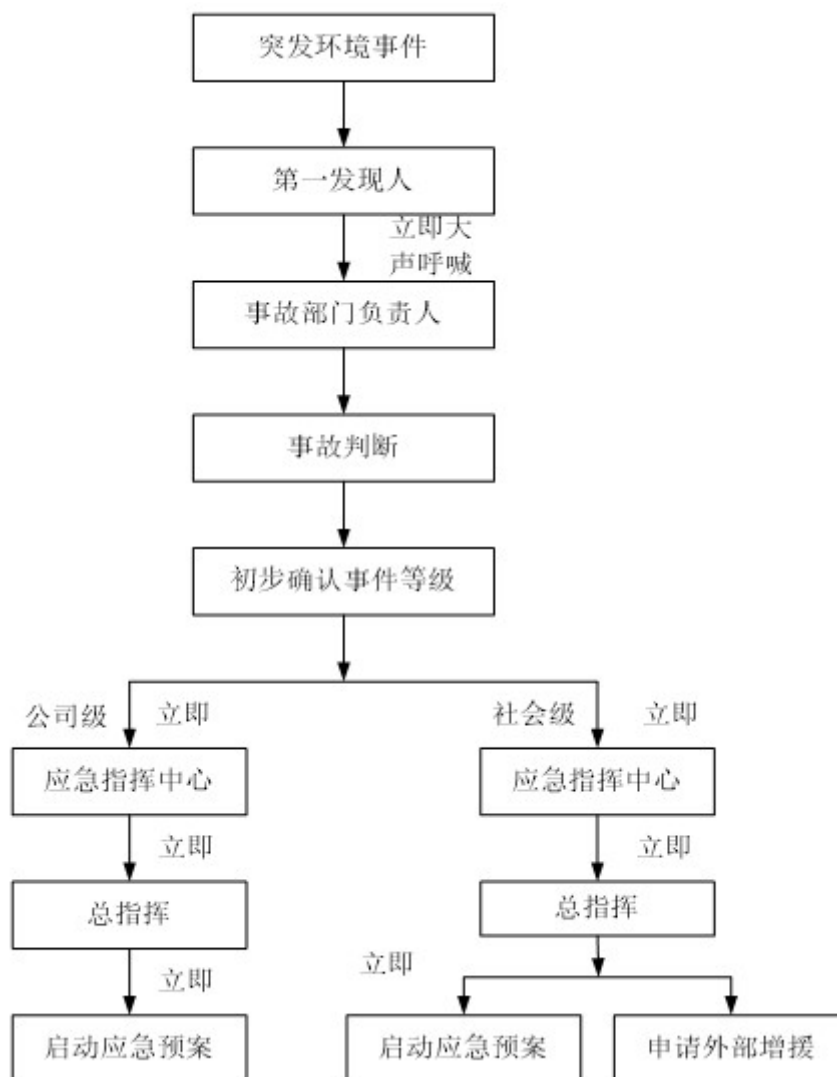 突发环境事件
第一发现人
立即大
声呼喊
事故部门负责人
事故判断
初步确认事件等级
公司级 立即 社会级 立即
应急指挥中心 应急指挥中心
立即 立即
总指挥 总指挥
立即 立即
启动应急预案 启动应急预案 申请外部增援